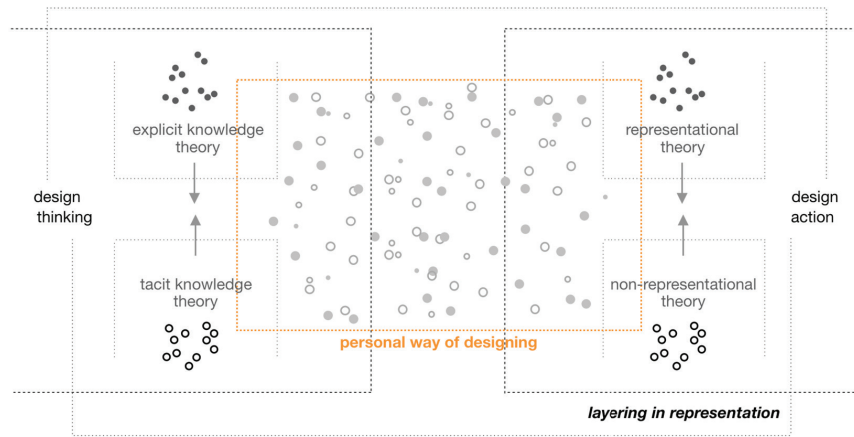 explicit knowledge
theory
representational
theory
design
thinking
design
action
tacit knowledge
theory
non-representational
theory
personal way of designing
layering in representation